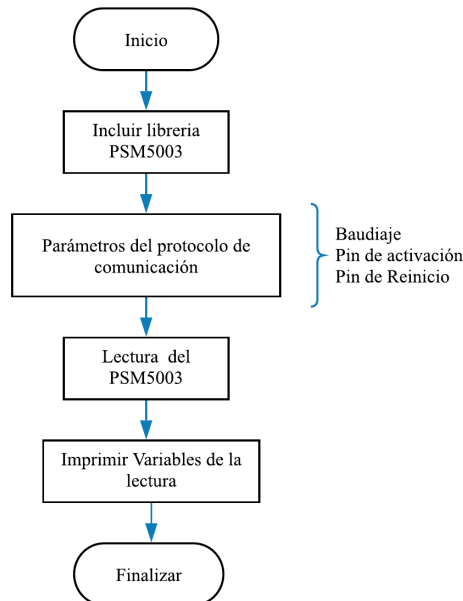 Inicio
Incluir libreria
PSM5003
Parámetros del protocolo de
comunicación
Baudiaje
Pin de activación
Pin de Reinicio
Lectura del
PSM5003
Imprimir Variables de la
lectura
Finalizar